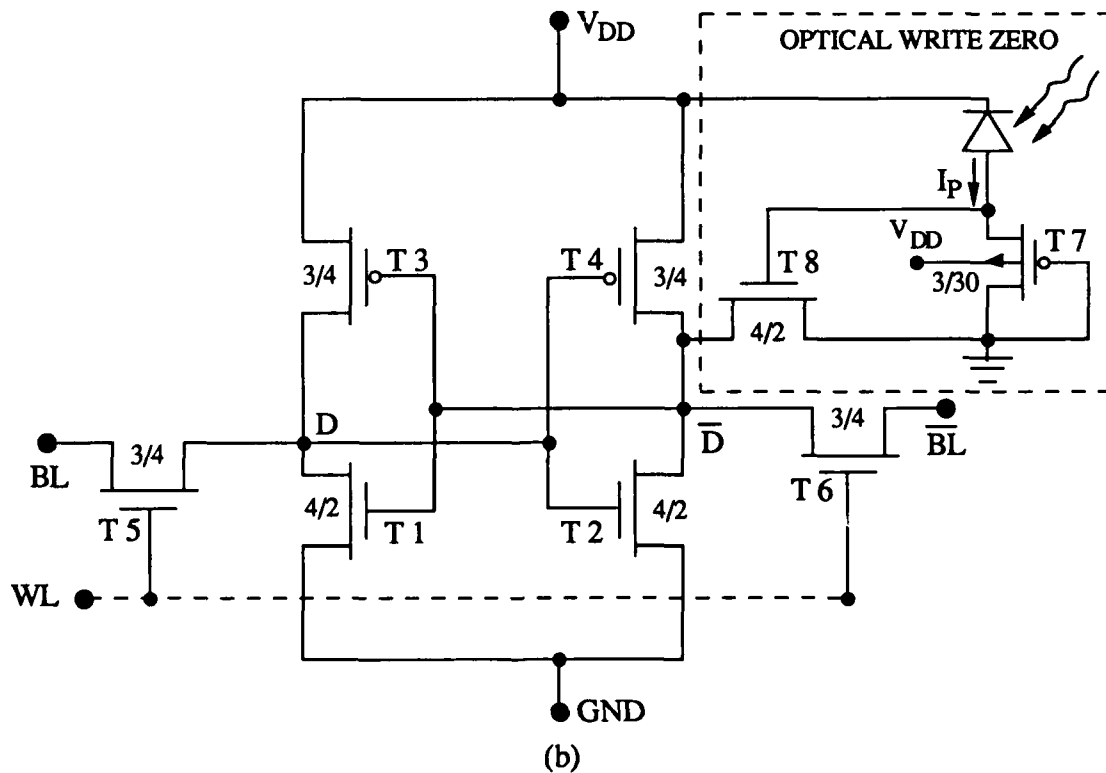 V_DD
OPTICAL WRITE ZERO
I_P
V_DD
T 7
3/30
T 3
3/4
T 4
3/4
T 8
4/2
D
D̅
3/4
B̅L̅
BL
3/4
T 5
4/2
T 1
T 2
4/2
T 6
WL
GND
(b)